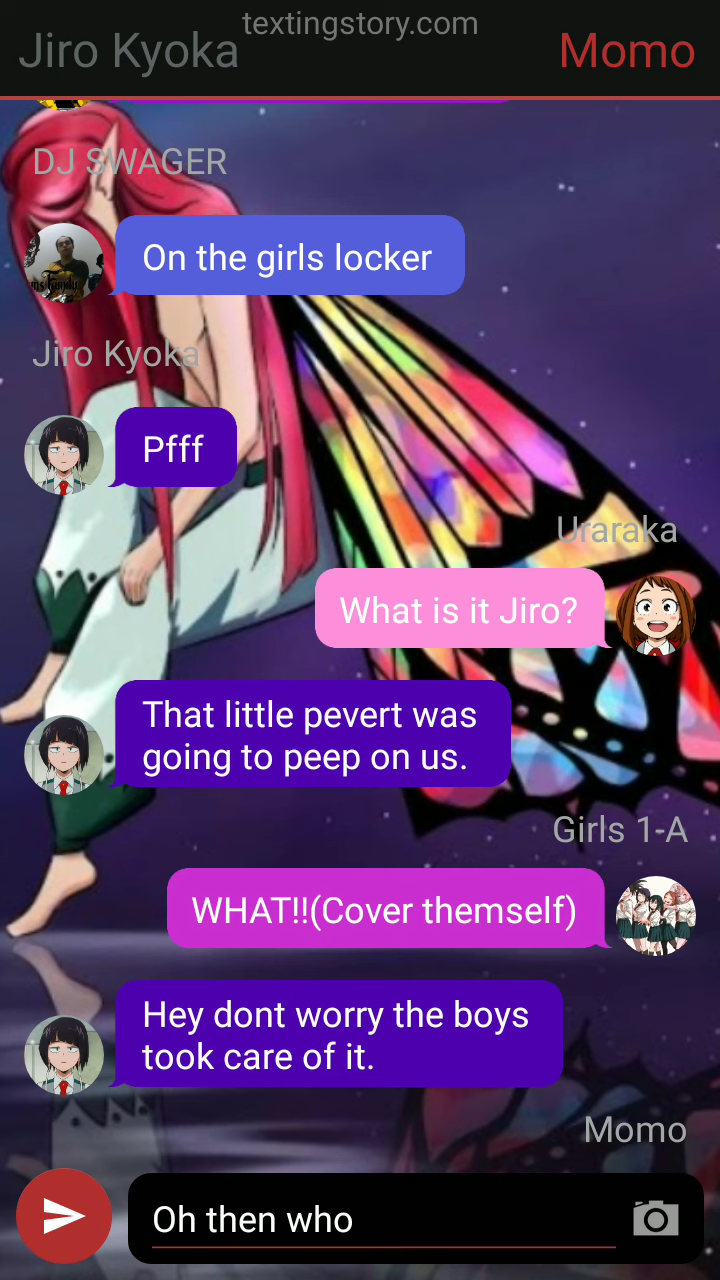 textingstory.com
Jiro Kyoka
Momo
DJ SWAGER
On the girls locker
Jiro Kyoka
Pfff
Uraraka
What is it Jiro?
That little pevert was
going to peep on us.
Girls 1-A
WHAT!!(Cover themself)
Hey dont worry the boys
took care of it.
Momo
Oh then who